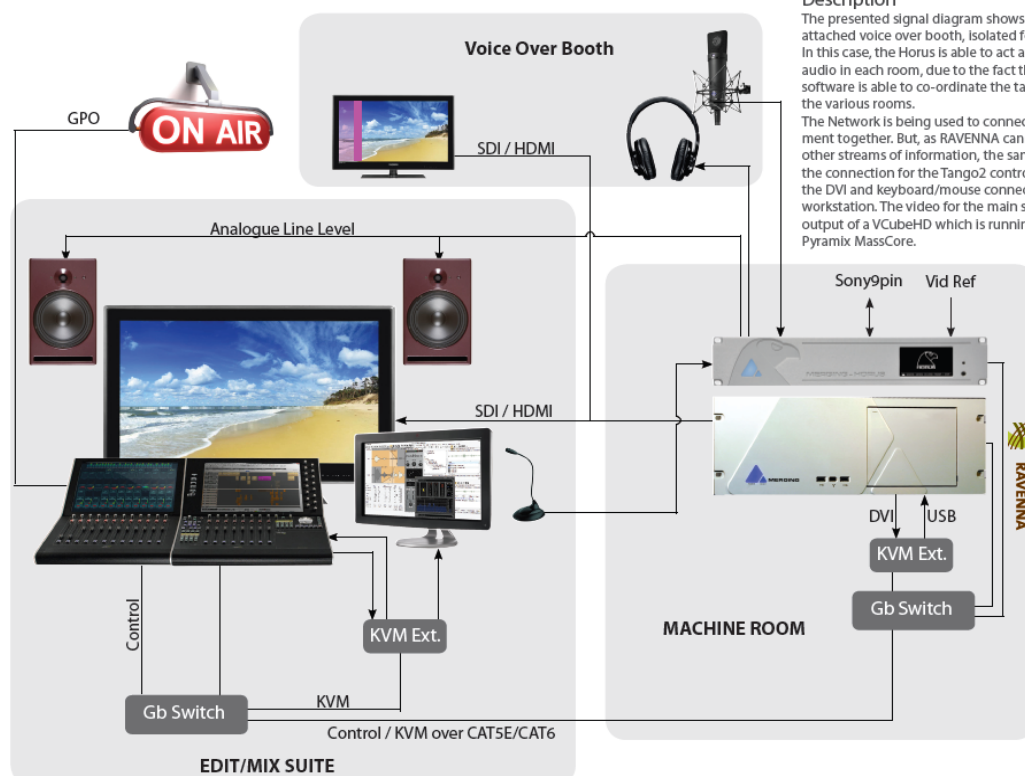 Description
The presented signal diagram shows
attached voice over booth, isolated f
In this case, the Horus is able to act a
audio in each room, due to the fact th
software is able to co-ordinate the ta
the various rooms.
The Network is being used to connec
ment together. But, as RAVENNA can
other streams of information, the sa
the connection for the Tango2 contro
the DVI and keyboard/mouse connec
workstation. The video for the main s
output of a VCubeHD which is runnin
Pyramix MassCore.
Voice Over Booth
GPO
ON AIR
SDI / HDMI
Analogue Line Level
Sony9pin
Vid Ref
MERGING - HORUS
HORUS
SDI / HDMI
MERGING
RAVENNA
DVI
USB
KVM Ext.
Gb Switch
MACHINE ROOM
Control
KVM Ext.
KVM
Gb Switch
Control / KVM over CAT5E/CAT6
EDIT/MIX SUITE